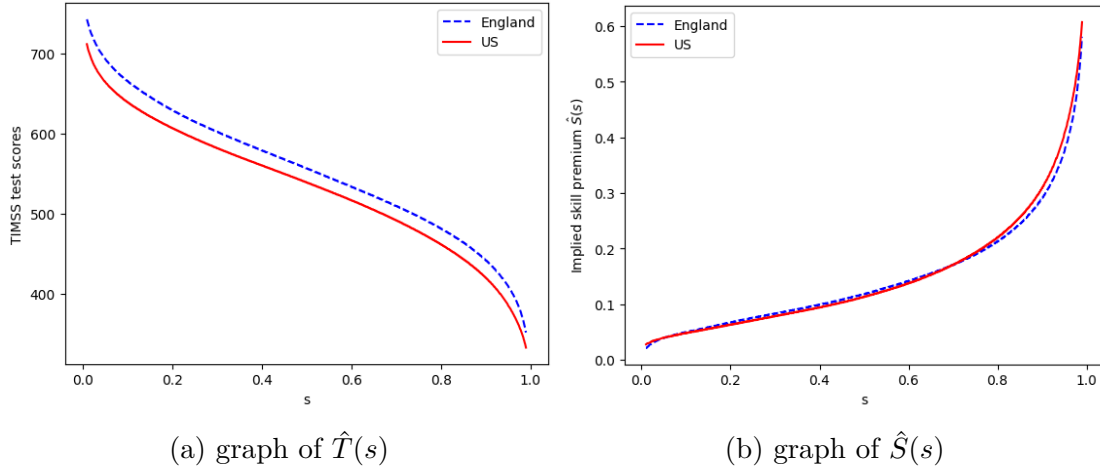 England
US
TIMSS test scores
700
600
500
400
0.0 0.2 0.4 0.6 0.8 1.0
s
(a) graph of T̂(s)
England
US
Implied skill premium Ŝ(s)
0.6
0.5
0.4
0.3
0.2
0.1
0.0
0.0 0.2 0.4 0.6 0.8 1.0
s
(b) graph of Ŝ(s)